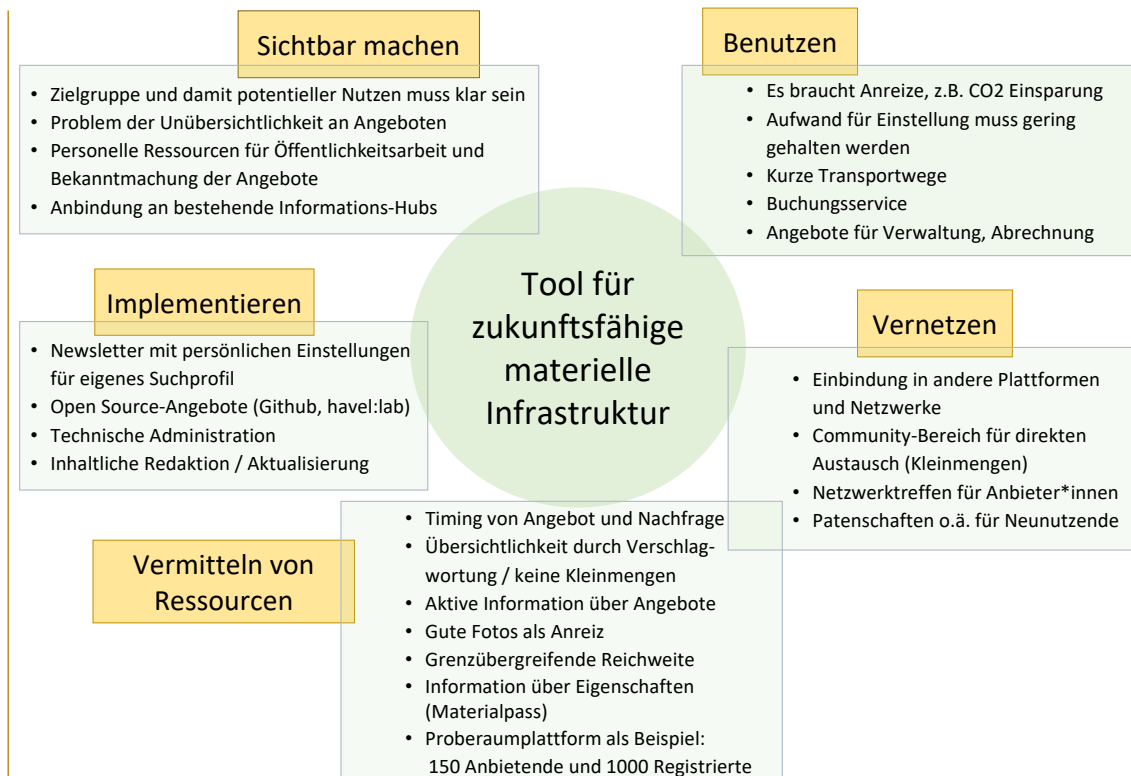 Sichtbar machen
• Zielgruppe und damit potentieller Nutzen muss klar sein
• Problem der Unübersichtlichkeit an Angeboten
• Personelle Ressourcen für Öffentlichkeitsarbeit und
Bekanntmachung der Angebote
• Anbindung an bestehende Informations-Hubs
Benutzen
• Es braucht Anreize, z.B. CO2 Einsparung
• Aufwand für Einstellung muss gering
gehalten werden
• Kurze Transportwege
• Buchungsservice
• Angebote für Verwaltung, Abrechnung
Tool für
zukunftsfähige
materielle
Infrastruktur
Implementieren
• Newsletter mit persönlichen Einstellungen
für eigenes Suchprofil
• Open Source-Angebote (Github, havel:lab)
• Technische Administration
• Inhaltliche Redaktion / Aktualisierung
Vernetzen
• Einbindung in andere Plattformen
und Netzwerke
• Community-Bereich für direkten
Austausch (Kleinmengen)
• Netzwerktreffen für Anbieter*innen
• Patenschaften o.ä. für Neunutzende
Vermitteln von
Ressourcen
• Timing von Angebot und Nachfrage
• Übersichtlichkeit durch Verschlag-
wortung / keine Kleinmengen
• Aktive Information über Angebote
• Gute Fotos als Anreiz
• Grenzübergreifende Reichweite
• Information über Eigenschaften
(Materialpass)
• Proberaumplattform als Beispiel:
150 Anbietende und 1000 Registrierte